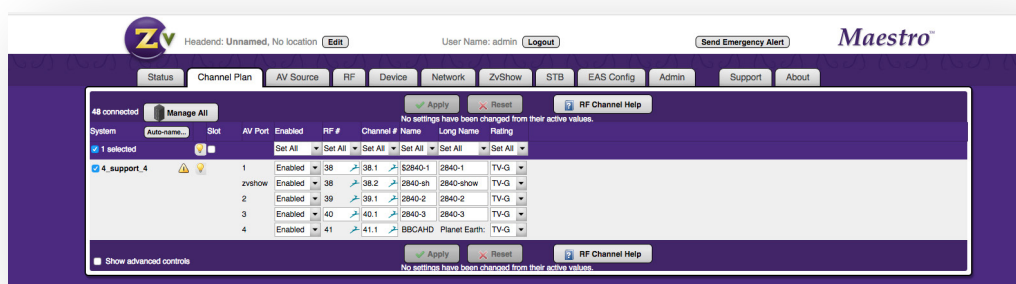 Zv Headend: Unnamed, No location Edit User Name: admin Logout Send Emergency Alert Maestro™
Status Channel Plan AV Source RF Device Network ZvShow STB EAS Config Admin Support About
48 connected Manage All Apply Reset RF Channel Help
No settings have been changed from their active values.
System Auto-name... Slot AV Port Enabled RF # Channel # Name Long Name Rating
1 selected Set All Set All Set All Set All Set All Set All
4_support_4 1 Enabled 38 38.1 $2840-1 2840-1 TV-G
zvshow Enabled 38 38.2 2840-sh 2840-show TV-G
2 Enabled 39 39.1 2840-2 2840-2 TV-G
3 Enabled 40 40.1 2840-3 2840-3 TV-G
4 Enabled 41 41.1 BBCAHD Planet Earth: TV-G
Show advanced controls Apply Reset RF Channel Help
No settings have been changed from their active values.